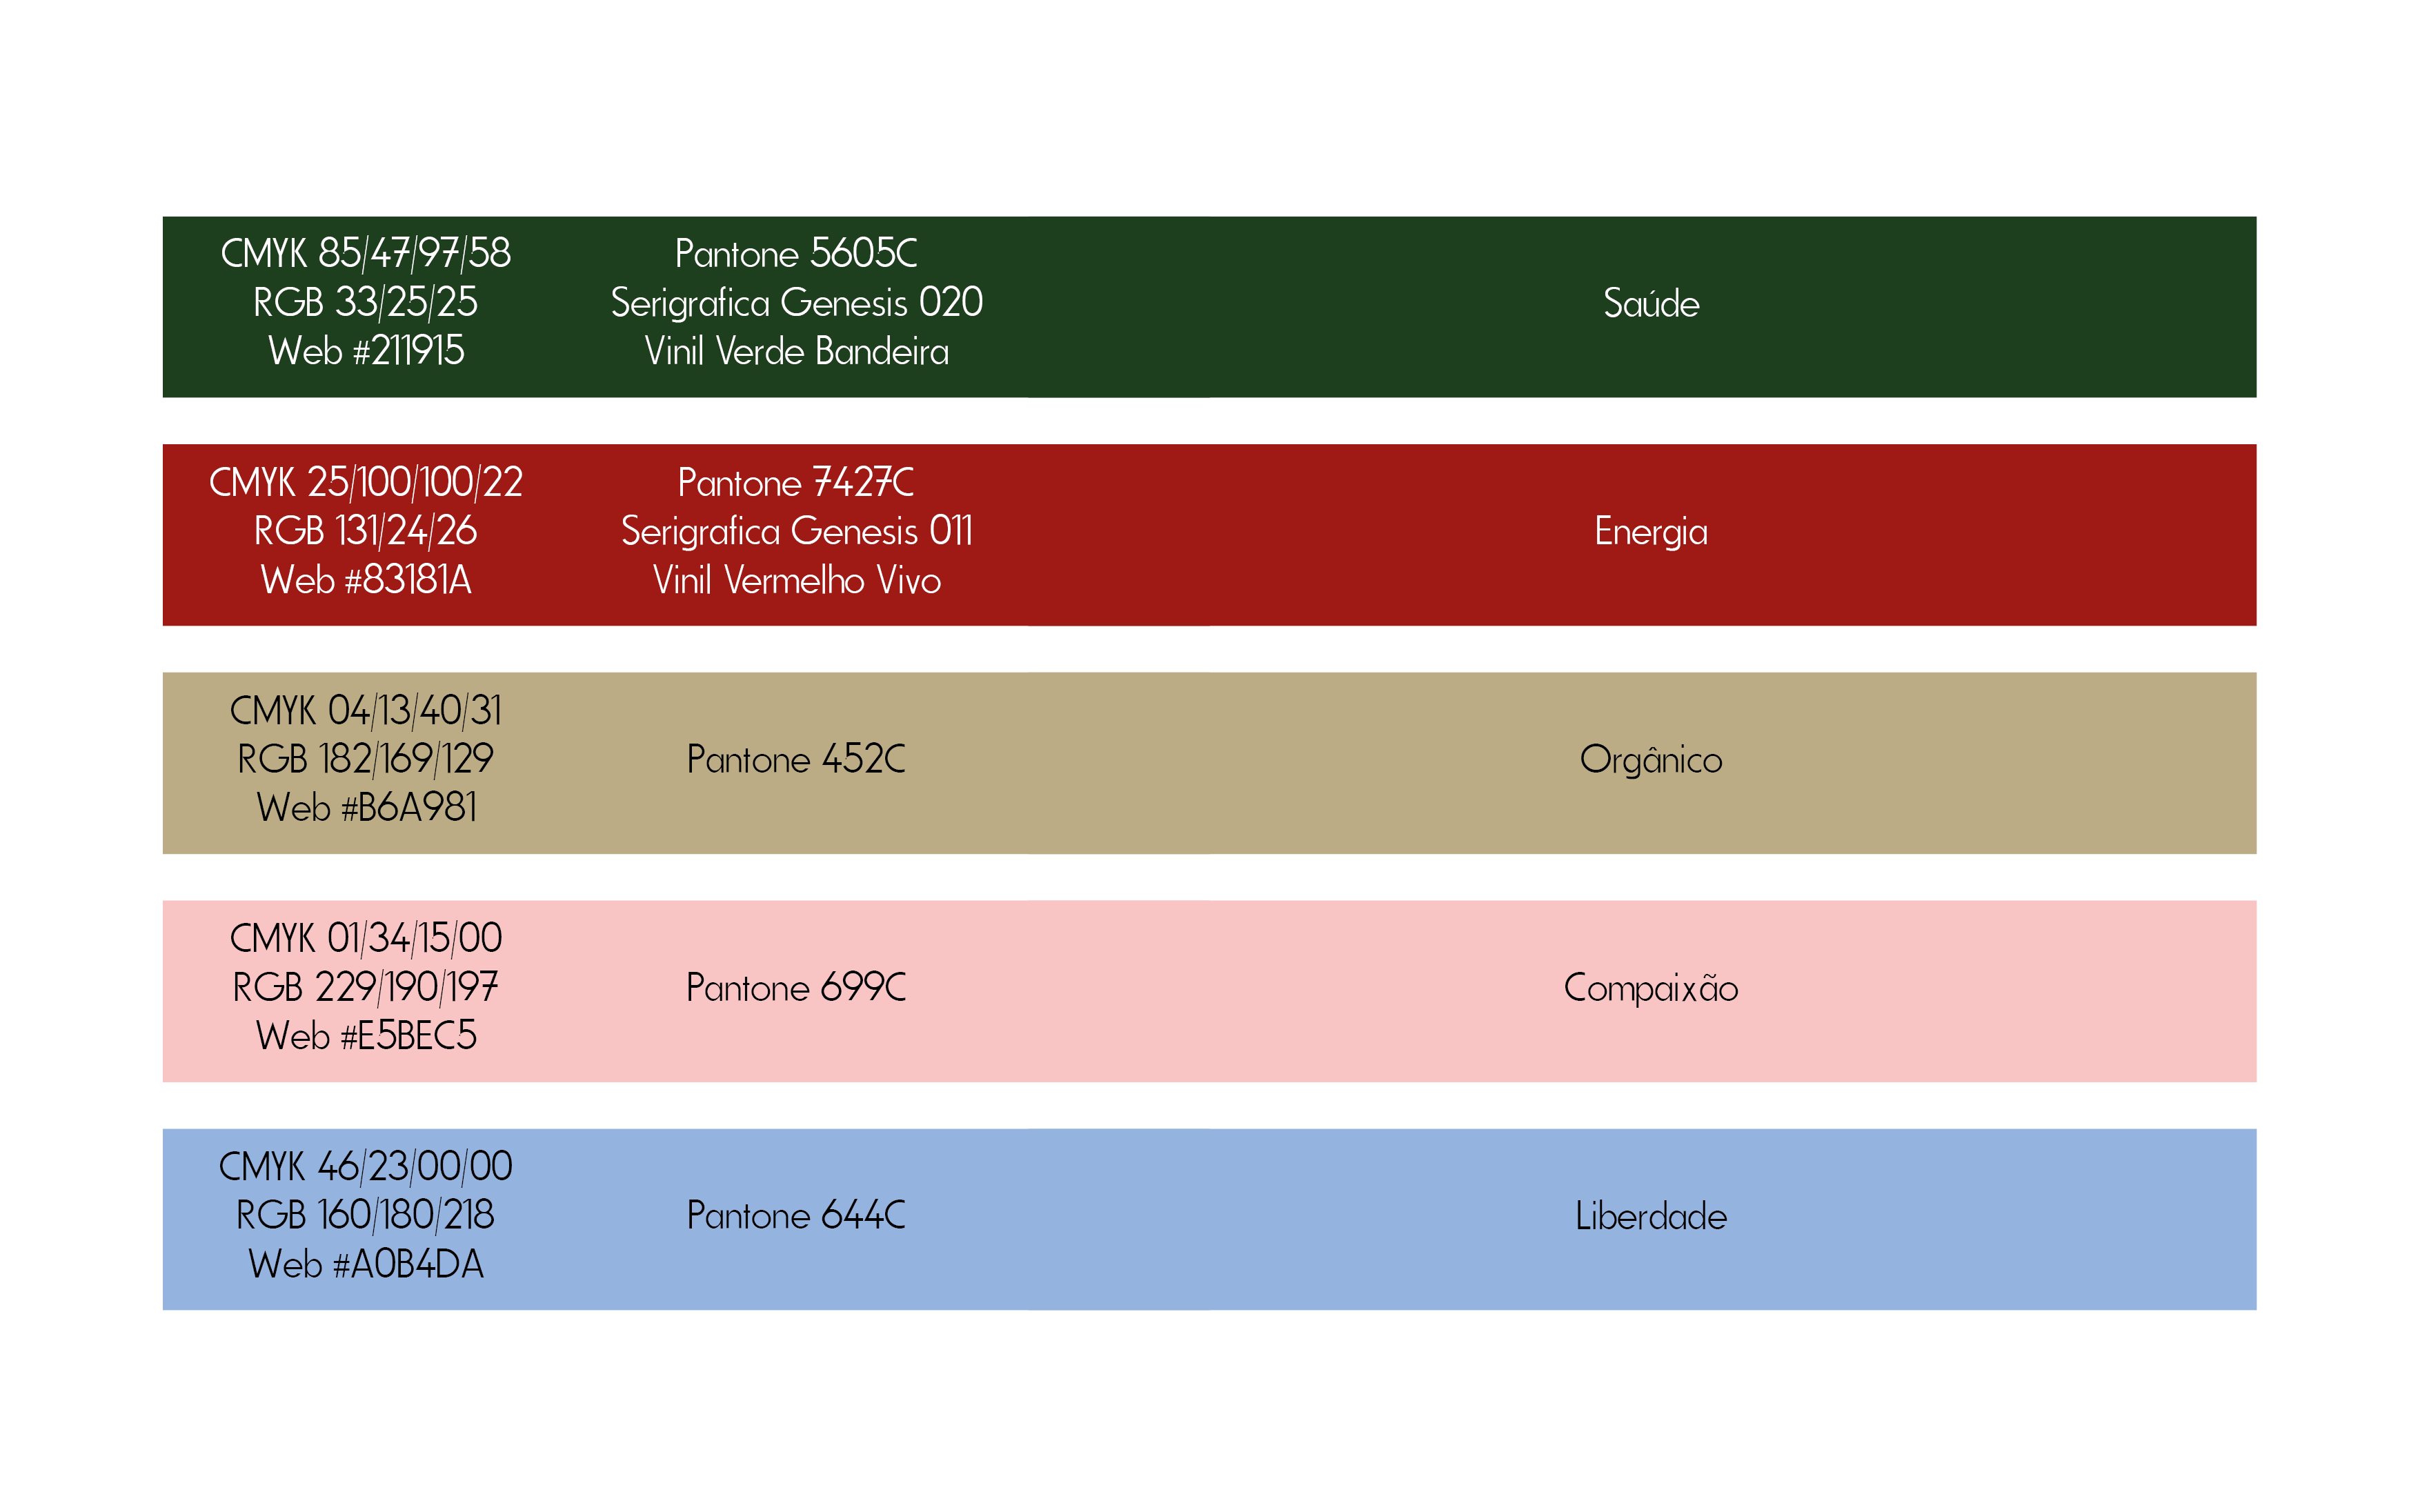 CMYK 85/47/97/58
RGB 33/25/25
Web #211915
Pantone 5605C
Serigrafica Genesis 020
Vinil Verde Bandeira
Saúde
CMYK 25/100/100/22
RGB 131/24/26
Web #83181A
Pantone 7427C
Serigrafica Genesis 011
Vinil Vermelho Vivo
Energia
CMYK 04/13/40/31
RGB 182/169/129
Web #B6A981
Pantone 452C
Orgânico
CMYK 01/34/15/00
RGB 229/190/197
Web #E5BEC5
Pantone 699C
Compaixão
CMYK 46/23/00/00
RGB 160/180/218
Web #A0B4DA
Pantone 644C
Liberdade